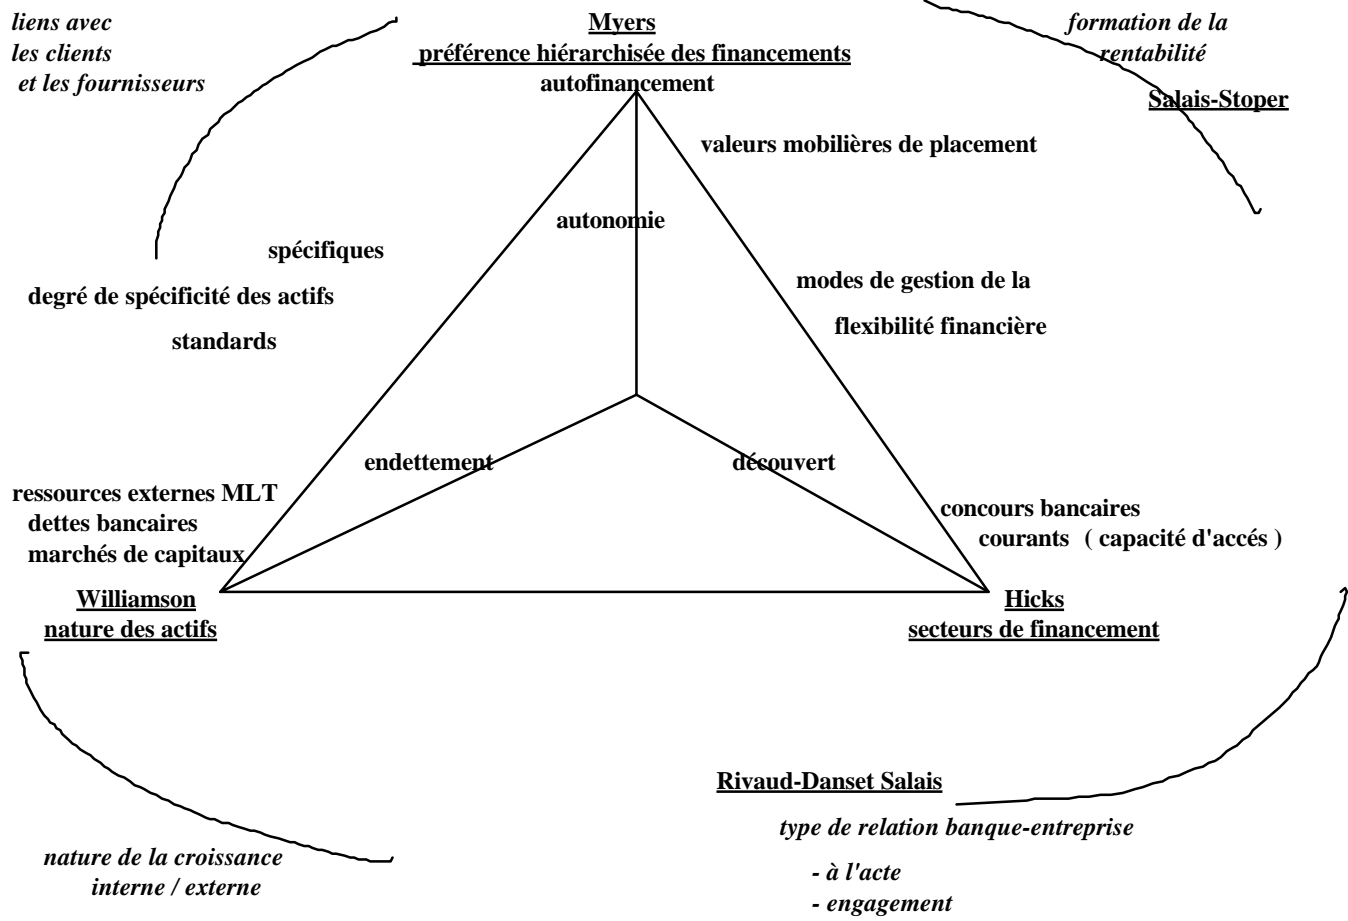 liens avec
les clients
et les fournisseurs
Myers
préférence hiérarchisée des financements
autofinancement
formation de la
rentabilité
Salais-Stoper
valeurs mobilières de placement
autonomie
spécifiques
degré de spécificité des actifs
standards
modes de gestion de la
flexibilité financière
endettement
découvert
ressources externes MLT
dettes bancaires
marchés de capitaux
concours bancaires
courants ( capacité d'accés )
Williamson
nature des actifs
Hicks
secteurs de financement
Rivaud-Danset Salais
type de relation banque-entreprise
- à l'acte
- engagement
nature de la croissance
interne / externe